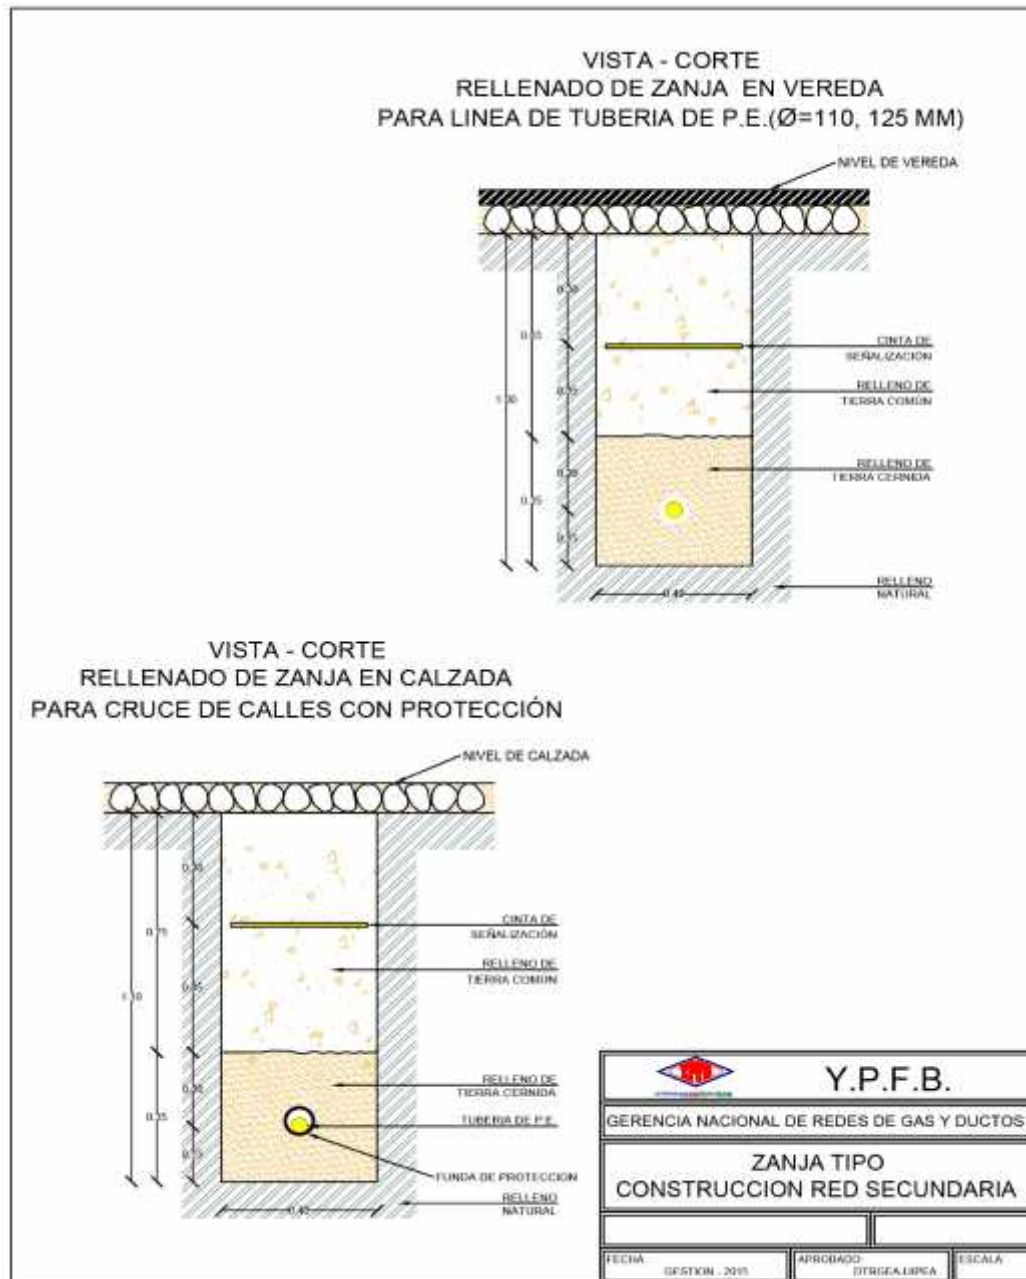 VISTA - CORTE
RELLENADO DE ZANJA EN VEREDA
PARA LINEA DE TUBERIA DE P.E.(Ø=110, 125 MM)
NIVEL DE VEREDA
CINTA DE
SEÑALIZACIÓN
RELLENO DE
TIERRA COMÚN
RELLENO DE
TIERRA CERNIDA
RELLENO
NATURAL
VISTA - CORTE
RELLENADO DE ZANJA EN CALZADA
PARA CRUCE DE CALLES CON PROTECCIÓN
NIVEL DE CALZADA
CINTA DE
SEÑALIZACIÓN
RELLENO DE
TIERRA COMÚN
RELLENO DE
TIERRA CERNIDA
TUBERIA DE P.E.
FUNDA DE PROTECCION
RELLENO
NATURAL
Y.P.F.B.
GERENCIA NACIONAL DE REDES DE GAS Y DUCTOS
ZANJA TIPO
CONSTRUCCION RED SECUNDARIA
FECHA
GESTION - 2015
APROBADO:
ESCALA